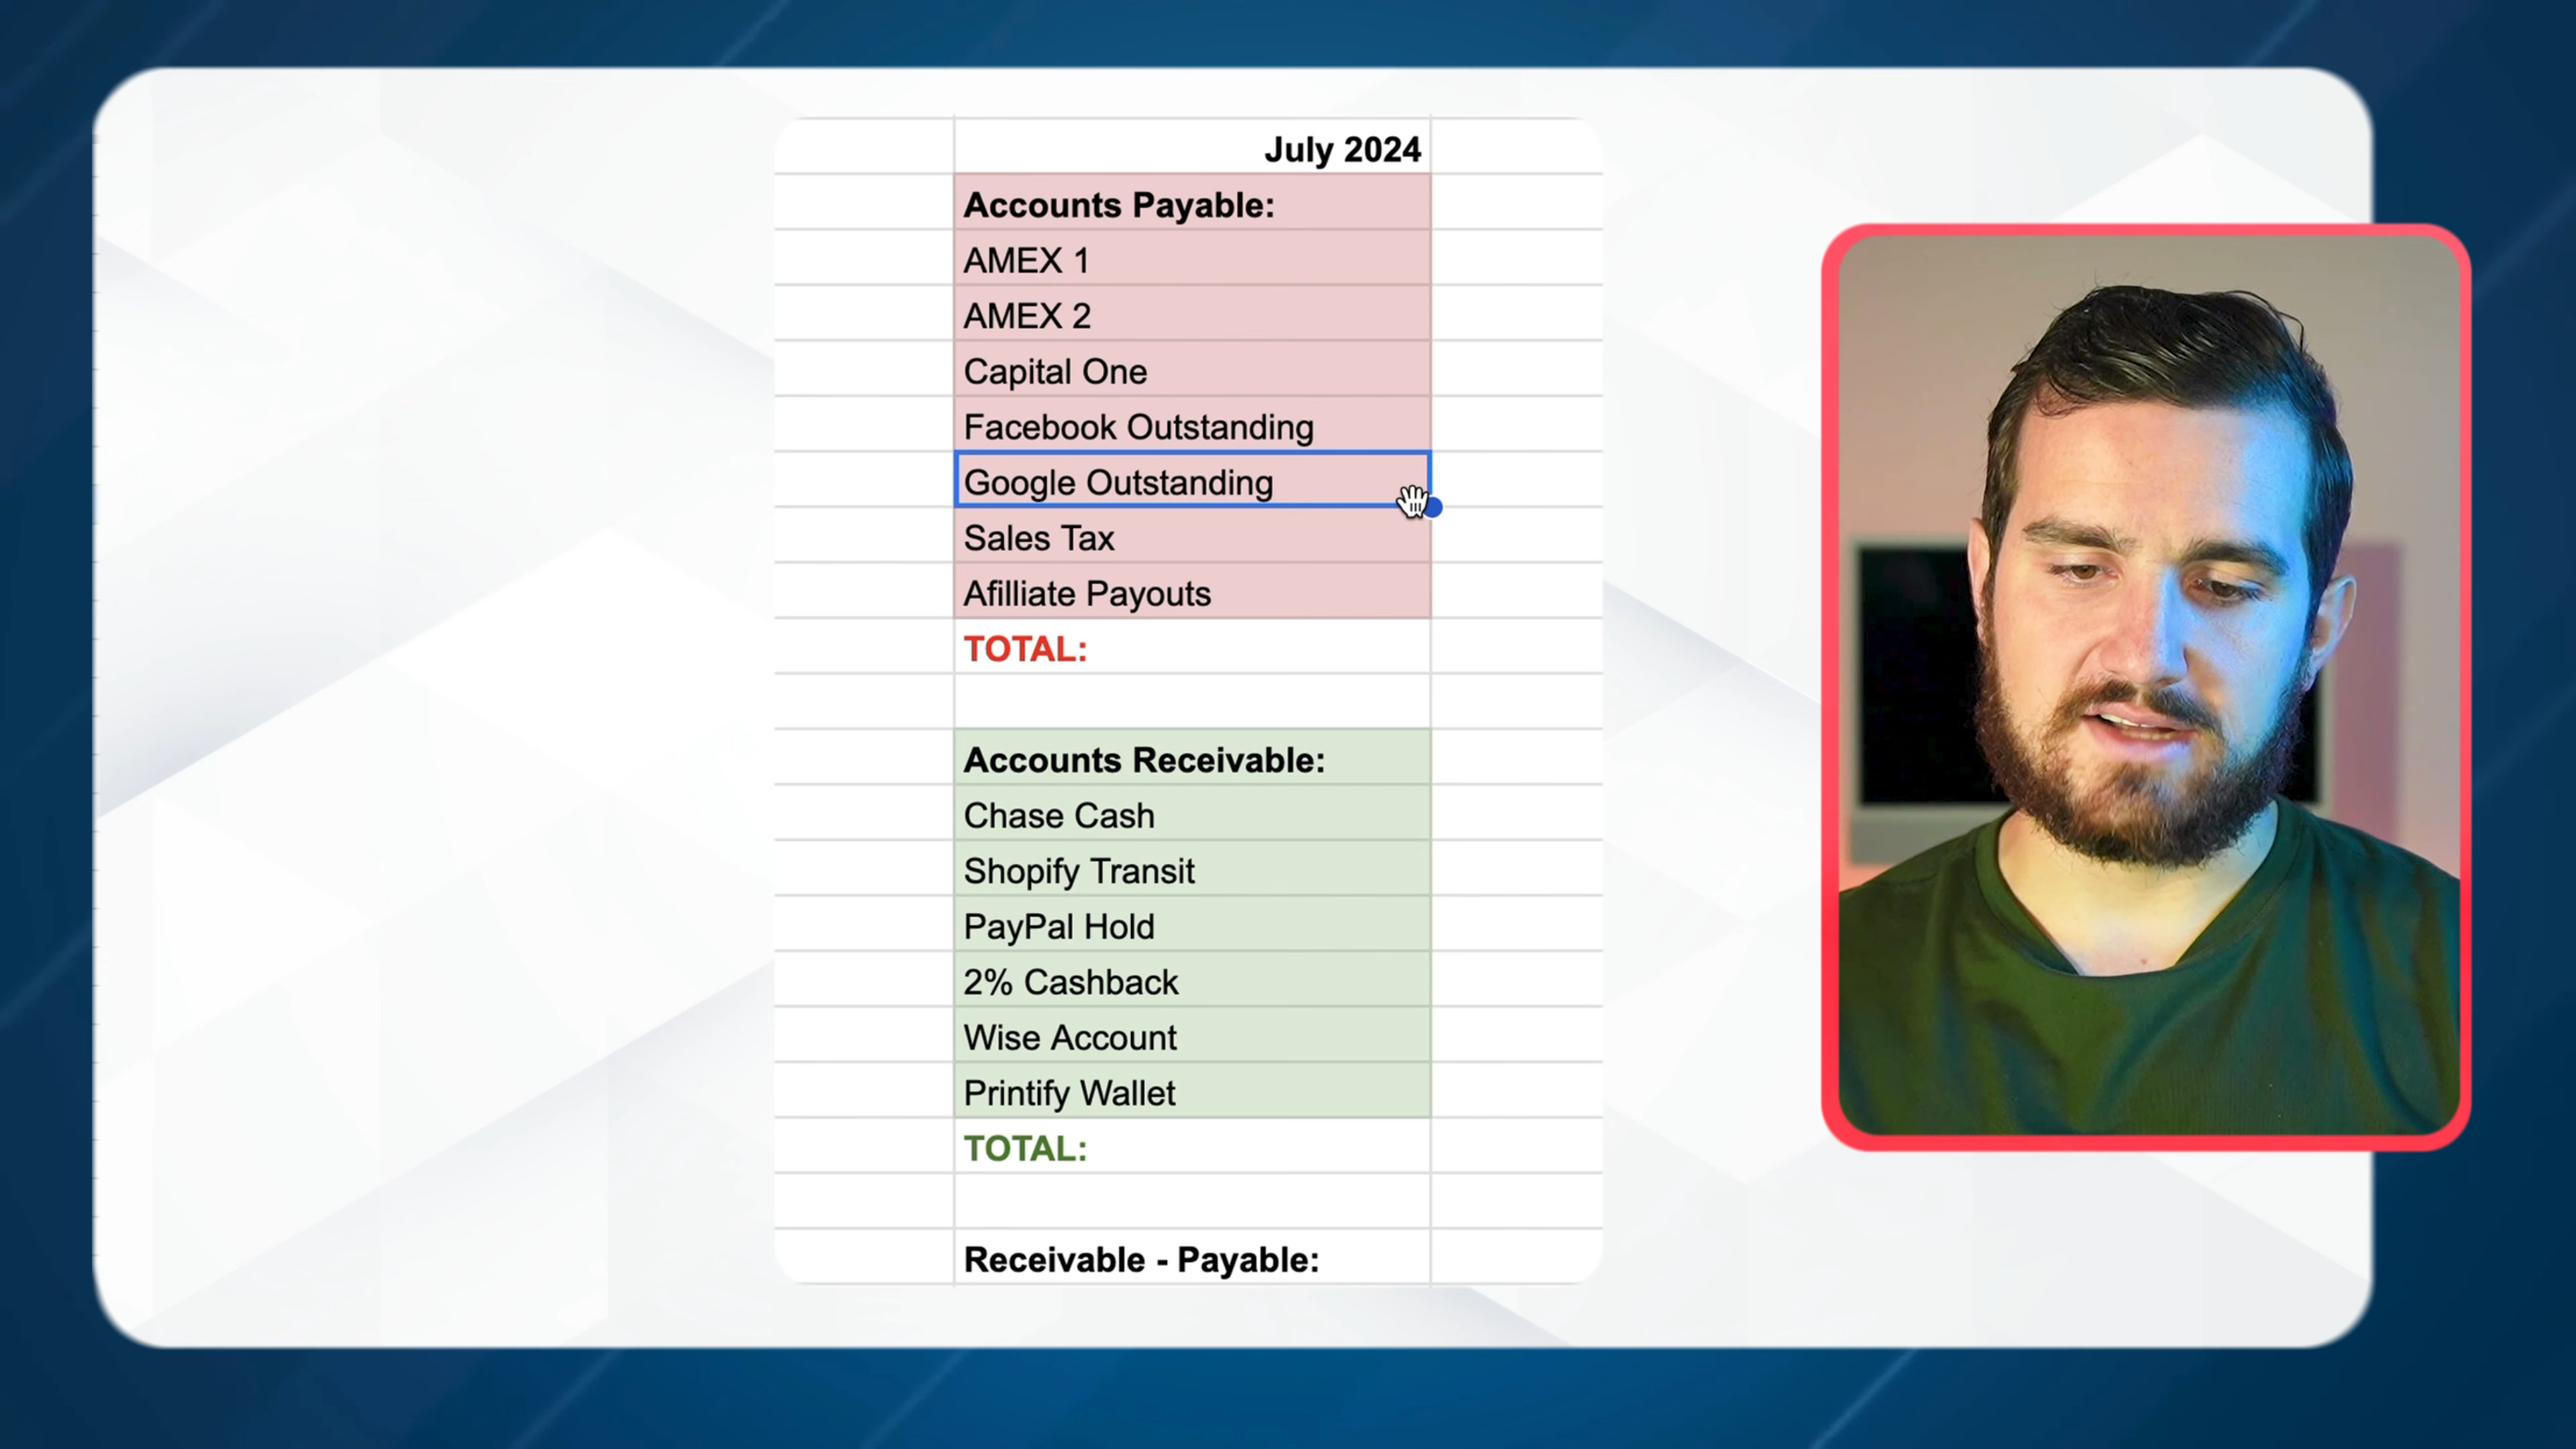 July 2024
Accounts Payable:
AMEX 1
AMEX 2
Capital One
Facebook Outstanding
Google Outstanding
Sales Tax
Afilliate Payouts
TOTAL:
Accounts Receivable:
Chase Cash
Shopify Transit
PayPal Hold
2% Cashback
Wise Account
Printify Wallet
TOTAL:
Receivable - Payable: